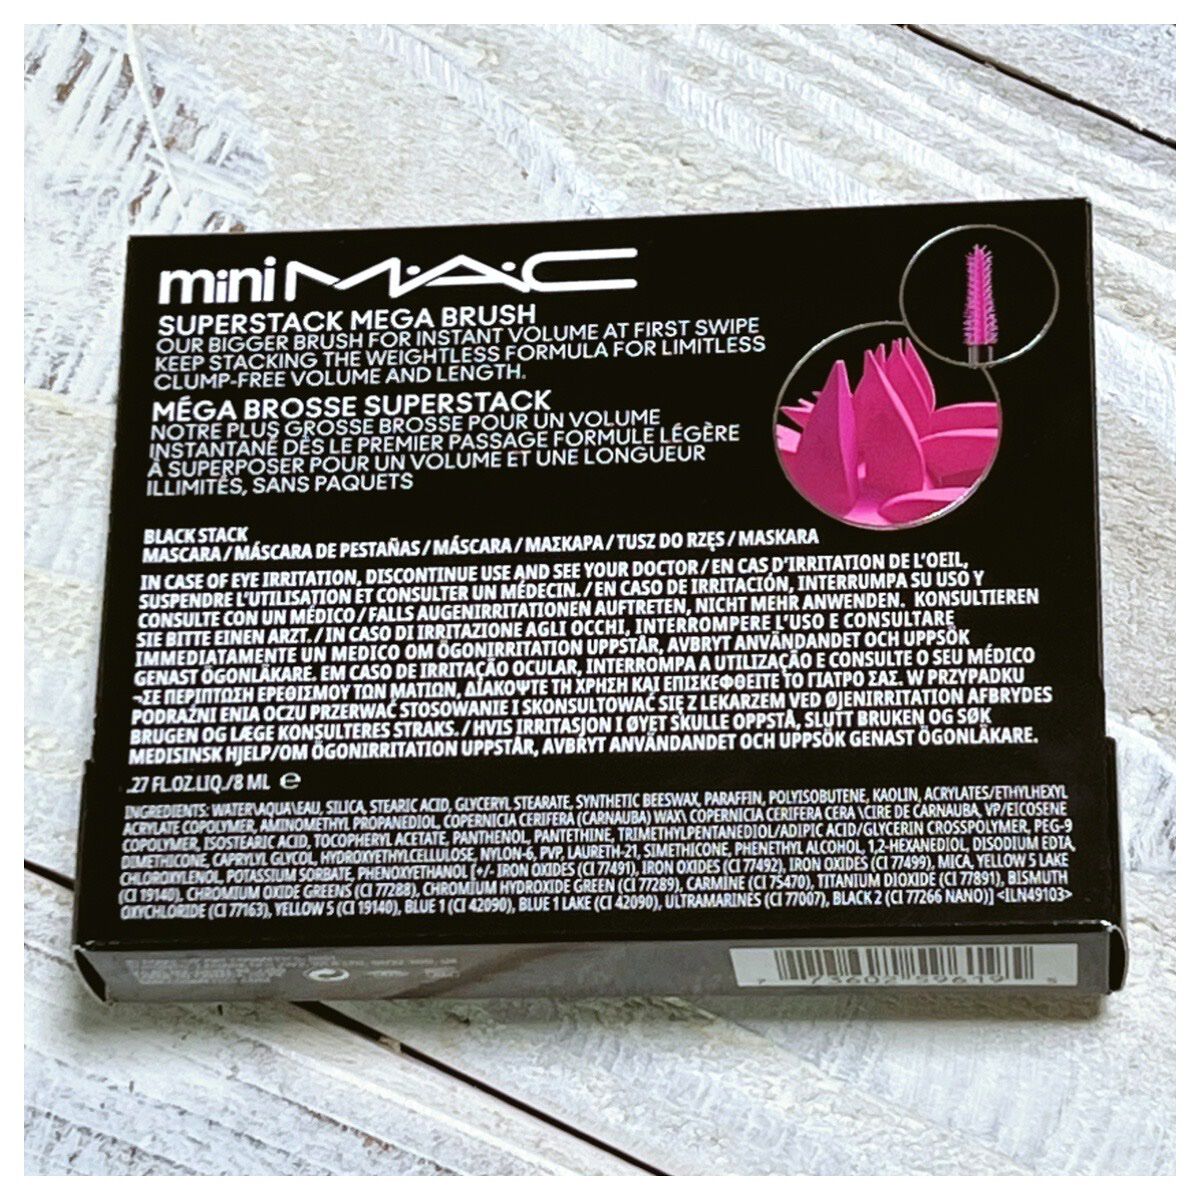 mini M·A·C
SUPERSTACK MEGA BRUSH
OUR BIGGER BRUSH FOR INSTANT VOLUME AT FIRST SWIPE
KEEP STACKING THE WEIGHTLESS FORMULA FOR LIMITLESS
CLUMP-FREE VOLUME AND LENGTH.
MÉGA BROSSE SUPERSTACK
NOTRE PLUS GROSSE BROSSE POUR UN VOLUME
INSTANTANÉ DÈS LE PREMIER PASSAGE FORMULE LÉGÈRE
À SUPERPOSER POUR UN VOLUME ET UNE LONGUEUR
ILLIMITÉS, SANS PAQUETS
BLACK STACK
MASCARA / MÁSCARA DE PESTAÑAS / MÁSCARA / ΜΑΣΚΑΡΑ / TUSZ DO RZĘS / MASKARA
IN CASE OF EYE IRRITATION, DISCONTINUE USE AND SEE YOUR DOCTOR / EN CAS D'IRRITATION DE L'OEIL,
SUSPENDRE L'UTILISATION ET CONSULTER UN MÉDECIN. / EN CASO DE IRRITACIÓN, INTERRUMPA SU USO Y
CONSULTE CON UN MÉDICO / FALLS AUGENIRRITATIONEN AUFTRETEN, NICHT MEHR ANWENDEN. KONSULTIEREN
SIE BITTE EINEN ARZT. / IN CASO DI IRRITAZIONE AGLI OCCHI, INTERROMPERE L'USO E CONSULTARE
IMMEDIATAMENTE UN MEDICO OM ÖGONIRRITATION UPPSTÅR, AVBRYT ANVÄNDANDET OCH UPPSÖK
GENAST ÖGONLÄKARE. EM CASO DE IRRITAÇÃO OCULAR, INTERROMPA A UTILIZAÇÃO E CONSULTE O SEU MÉDICO
¬ΣΕ ΠΕΡΙΠΤΩΣΗ ΕΡΕΘΙΣΜΟΥ ΤΩΝ ΜΑΤΙΩΝ, ΔΙΑΚΟΨΤΕ ΤΗ ΧΡΗΣΗ ΚΑΙ ΕΠΙΣΚΕΦΘΕΙΤΕ ΤΟ ΓΙΑΤΡΟ ΣΑΣ. W PRZYPADKU
PODRAŻNI ENIA OCZU PRZERWAĆ STOSOWANIE I SKONSULTOWAĆ SIĘ Z LEKARZEM VED ØJENIRRITATION AFBRYDES
BRUGEN OG LÆGE KONSULTERES STRAKS. / HVIS IRRITASJON I ØYET SKULLE OPPSTÅ, SLUTT BRUKEN OG SØK
MEDISINSK HJELP/OM ÖGONIRRITATION UPPSTÅR, AVBRYT ANVÄNDANDET OCH UPPSÖK GENAST ÖGONLÄKARE.
.27 FL.OZ.LIQ./8 ML ℮
INGREDIENTS: WATER\AQUA\EAU, SILICA, STEARIC ACID, GLYCERYL STEARATE, SYNTHETIC BEESWAX, PARAFFIN, POLYISOBUTENE, KAOLIN, ACRYLATES/ETHYLHEXYL
ACRYLATE COPOLYMER, AMINOMETHYL PROPANEDIOL, COPERNICIA CERIFERA (CARNAUBA) WAX\ COPERNICIA CERIFERA CERA \CIRE DE CARNAUBA, VP/EICOSENE
COPOLYMER, ISOSTEARIC ACID, TOCOPHERYL ACETATE, PANTHENOL, PANTETHINE, TRIMETHYLPENTANEDIOL/ADIPIC ACID/GLYCERIN CROSSPOLYMER, PEG-9
DIMETHICONE, CAPRYLYL GLYCOL, HYDROXYETHYLCELLULOSE, NYLON-6, PVP, LAURETH-21, SIMETHICONE, PHENETHYL ALCOHOL, 1,2-HEXANEDIOL, DISODIUM EDTA,
CHLOROXYLENOL, POTASSIUM SORBATE, PHENOXYETHANOL [+/- IRON OXIDES (CI 77491), IRON OXIDES (CI 77492), IRON OXIDES (CI 77499), MICA, YELLOW 5 LAKE
(CI 19140), CHROMIUM OXIDE GREENS (CI 77288), CHROMIUM HYDROXIDE GREEN (CI 77289), CARMINE (CI 75470), TITANIUM DIOXIDE (CI 77891), BISMUTH
OXYCHLORIDE (CI 77163), YELLOW 5 (CI 19140), BLUE 1 (CI 42090), BLUE 1 LAKE (CI 42090), ULTRAMARINES (CI 77007), BLACK 2 (CI 77266 NANO)] <ILN49103>
7 73602 59619 5